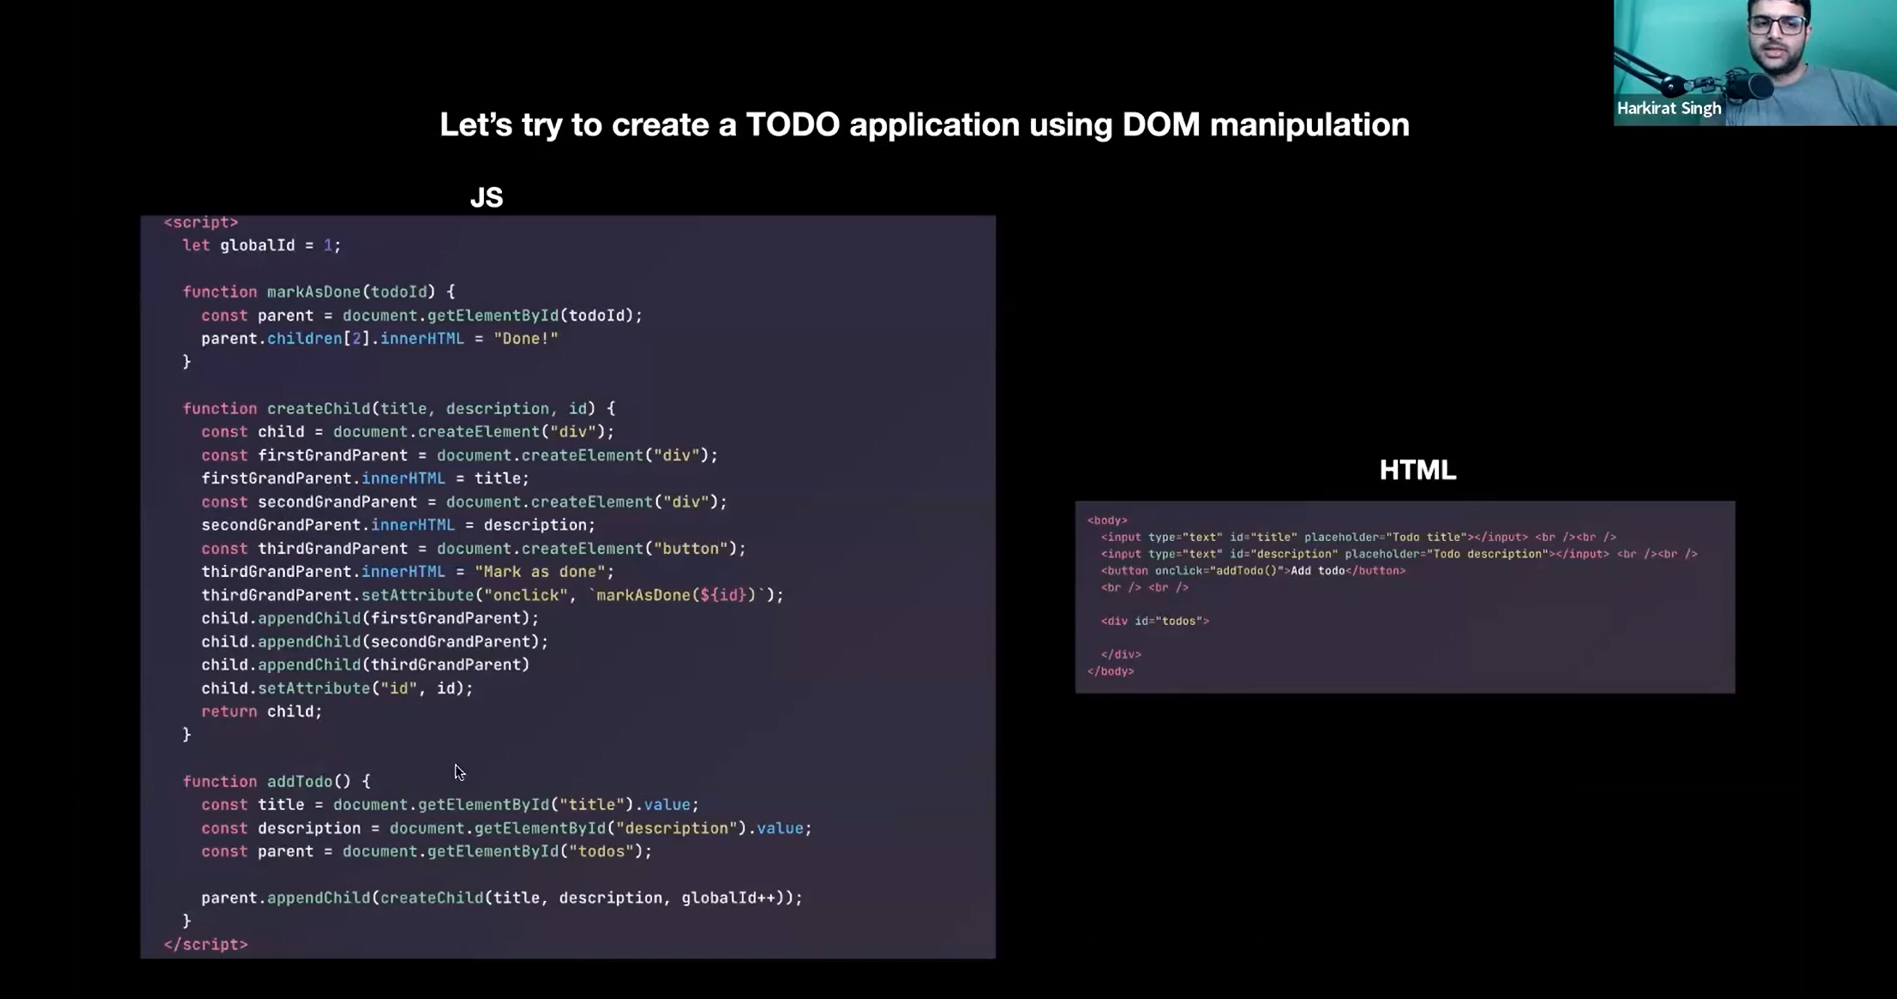 Harkirat Singh
Let's try to create a TODO application using DOM manipulation
JS
<script>
let globalId = 1;
function markAsDone(todoId) {
const parent = document.getElementById(todoId);
parent.children[2].innerHTML = "Done!"
}
function createChild(title, description, id) {
const child = document.createElement("div");
const firstGrandParent = document.createElement("div");
firstGrandParent.innerHTML = title;
const secondGrandParent = document.createElement("div");
secondGrandParent.innerHTML = description;
const thirdGrandParent = document.createElement("button");
thirdGrandParent.innerHTML = "Mark as done";
thirdGrandParent.setAttribute("onclick", `markAsDone(${id})`);
child.appendChild(firstGrandParent);
child.appendChild(secondGrandParent);
child.appendChild(thirdGrandParent)
child.setAttribute("id", id);
return child;
}
function addTodo() {
const title = document.getElementById("title").value;
const description = document.getElementById("description").value;
const parent = document.getElementById("todos");
parent.appendChild(createChild(title, description, globalId++));
}
</script>
HTML
<body>
<input type="text" id="title" placeholder="Todo title"></input> <br /><br />
<input type="text" id="description" placeholder="Todo description"></input> <br /><br />
<button onclick="addTodo()">Add todo</button>
<br /> <br />
<div id="todos">
</div>
</body>